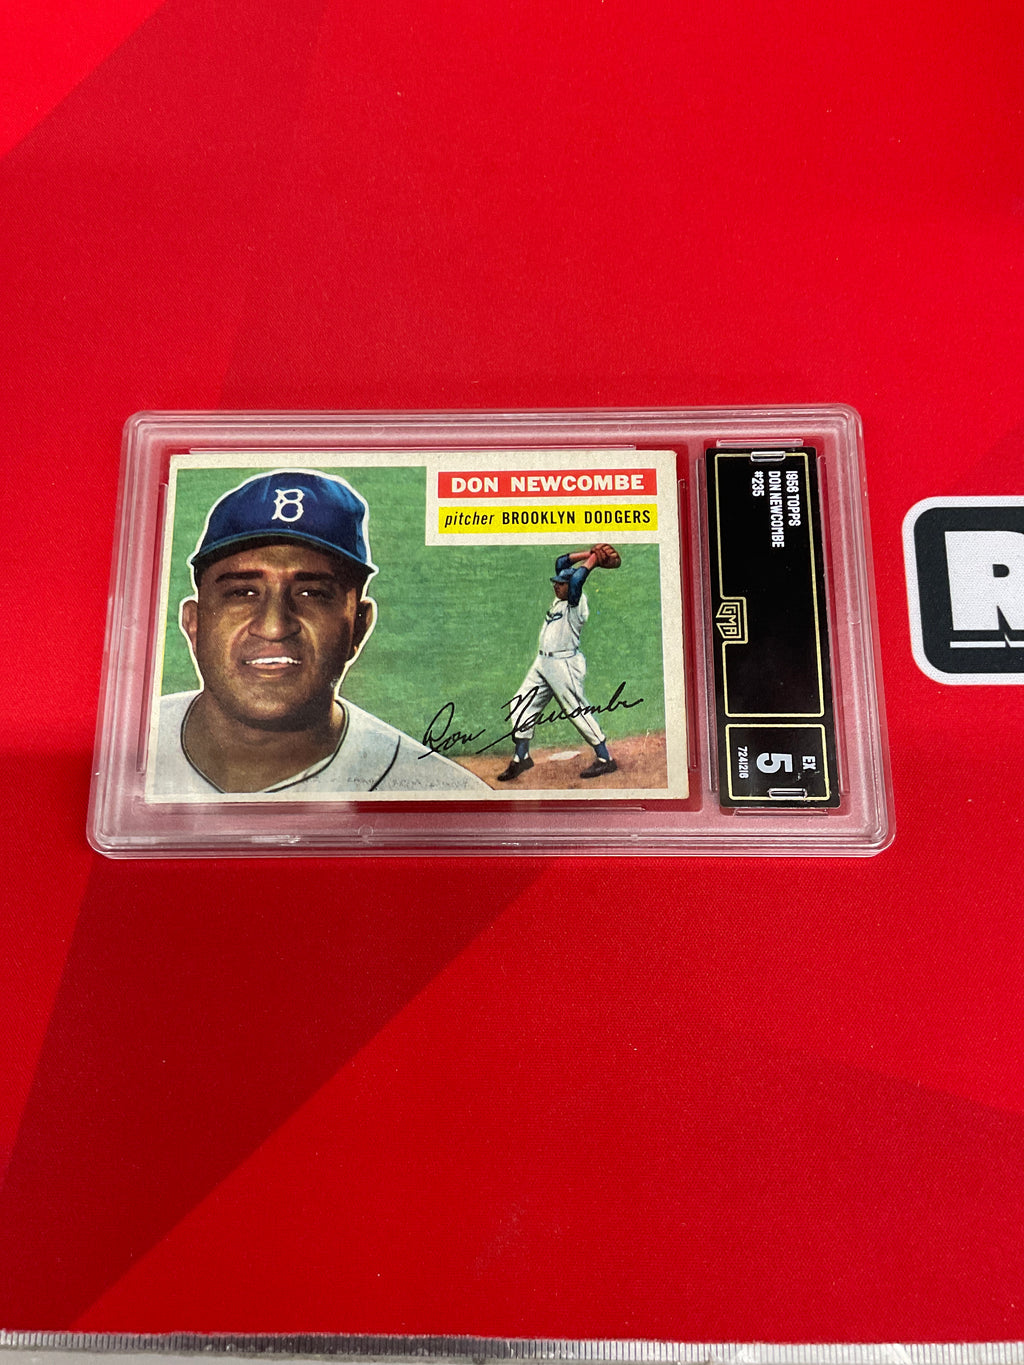 DON NEWCOMBE
pitcher BROOKLYN DODGERS
B
Don Newcombe
1956 TOPPS
DON NEWCOMBE
#235
GMA
EX
5
7241216
R